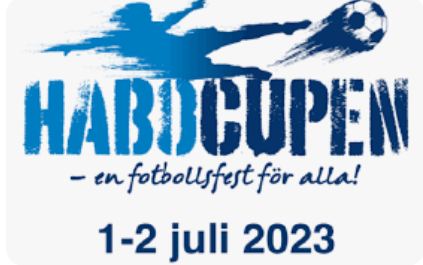 HABOCUPEN
– en fotbollsfest för alla!
1-2 juli 2023